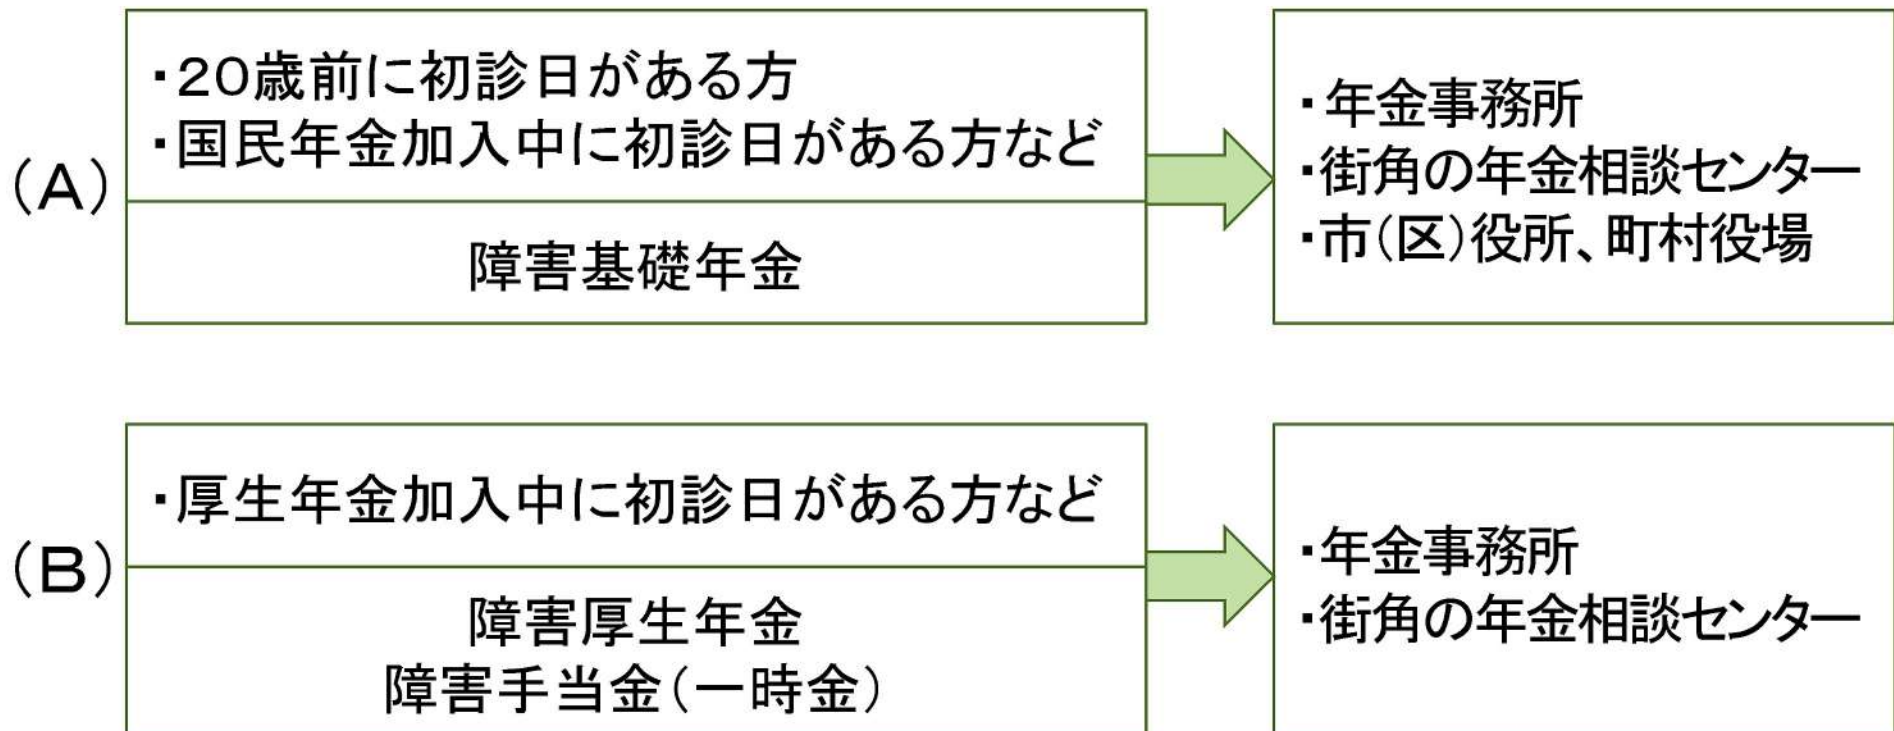 (A)
・20歳前に初診日がある方
・国民年金加入中に初診日がある方など
障害基礎年金
・年金事務所
・街角の年金相談センター
・市(区)役所、町村役場
(B)
・厚生年金加入中に初診日がある方など
障害厚生年金
障害手当金(一時金)
・年金事務所
・街角の年金相談センター